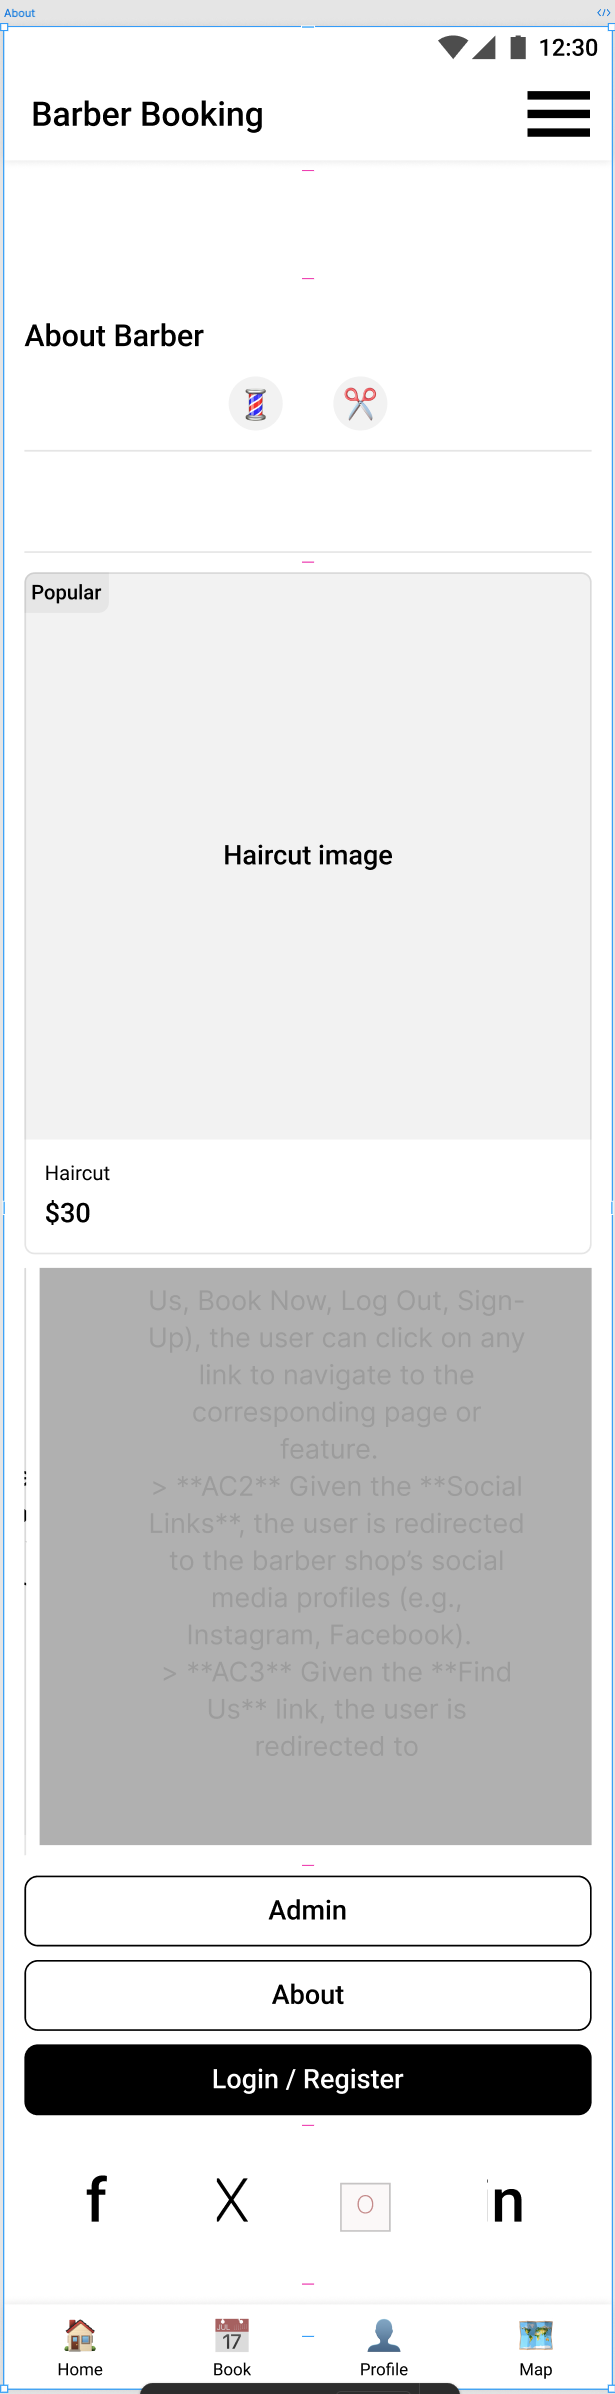 About
12:30
Barber Booking
About Barber
Popular
Haircut image
Haircut
$30
Us, Book Now, Log Out, Sign-
Up), the user can click on any
link to navigate to the
corresponding page or
feature.
> **AC2** Given the **Social
Links**, the user is redirected
to the barber shop’s social
media profiles (e.g.,
Instagram, Facebook).
> **AC3** Given the **Find
Us** link, the user is
redirected to
Admin
About
Login / Register
f X O in
JUL 17
Home Book Profile Map